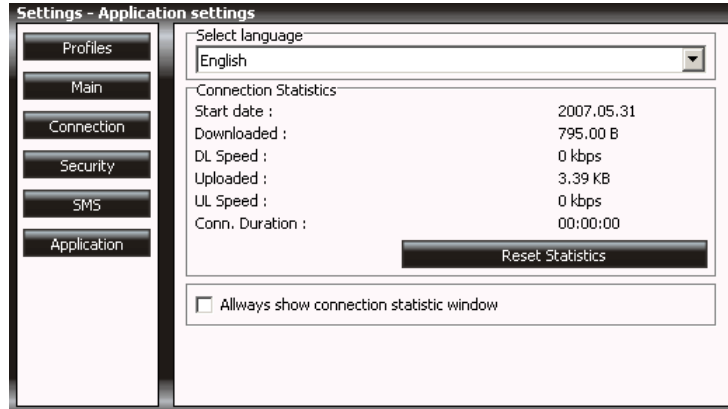 Settings - Application settings
Profiles
Main
Connection
Security
SMS
Application
Select language
English
Connection Statistics
Start date : 2007.05.31
Downloaded : 795.00 B
DL Speed : 0 kbps
Uploaded : 3.39 KB
UL Speed : 0 kbps
Conn. Duration : 00:00:00
Reset Statistics
Allways show connection statistic window